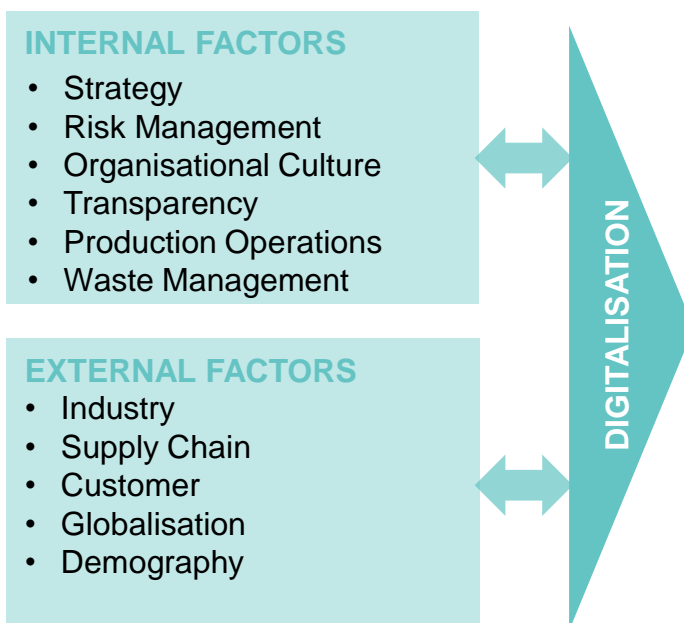 INTERNAL FACTORS
• Strategy
• Risk Management
• Organisational Culture
• Transparency
• Production Operations
• Waste Management
EXTERNAL FACTORS
• Industry
• Supply Chain
• Customer
• Globalisation
• Demography
DIGITALISATION